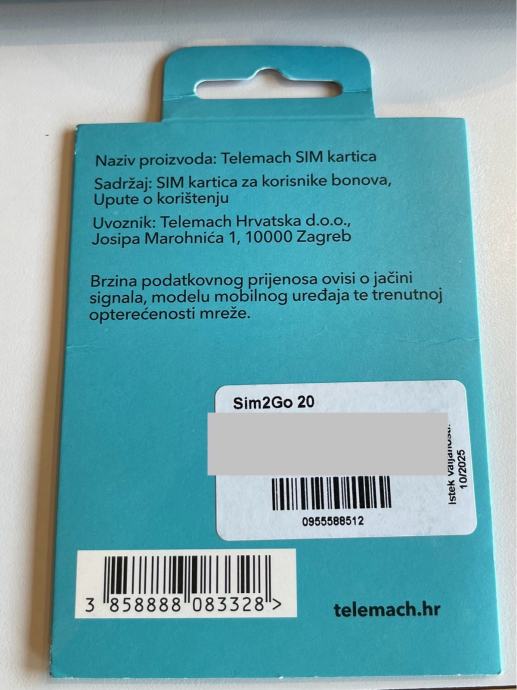 Naziv proizvoda: Telemach SIM kartica
Sadržaj: SIM kartica za korisnike bonova,
Upute o korištenju
Uvoznik: Telemach Hrvatska d.o.o.,
Josipa Marohnića 1, 10000 Zagreb
Brzina podatkovnog prijenosa ovisi o jačini
signala, modelu mobilnog uređaja te trenutnoj
opterećenosti mreže.
Sim2Go 20
Istek valjanosti:
10/2025
0955588512
3 858888 083328 >
telemach.hr